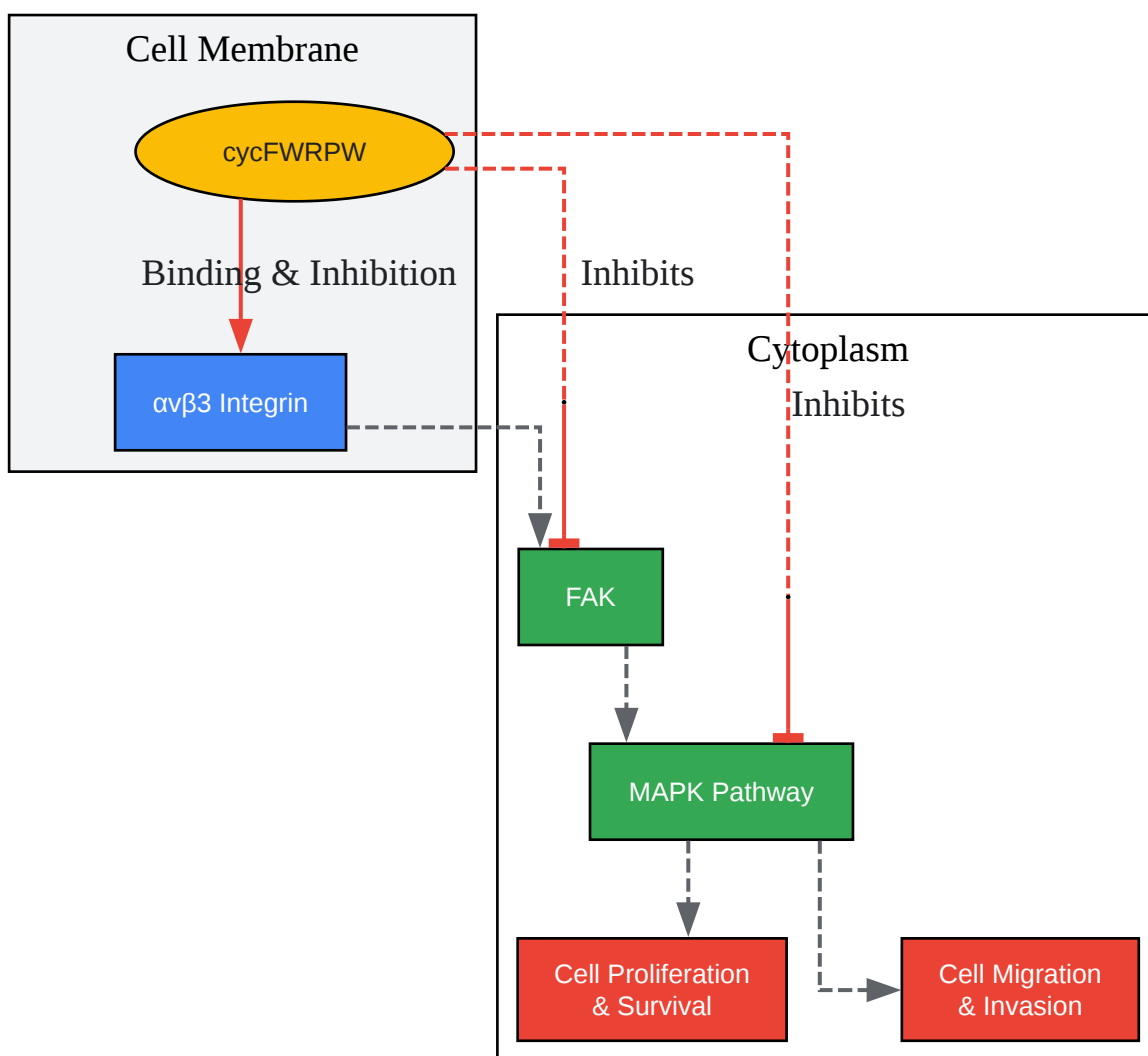 Cell Membrane
cycFWRPW
Binding & Inhibition
Inhibits
αvβ3 Integrin
Cytoplasm
Inhibits
FAK
MAPK Pathway
Cell Proliferation
& Survival
Cell Migration
& Invasion